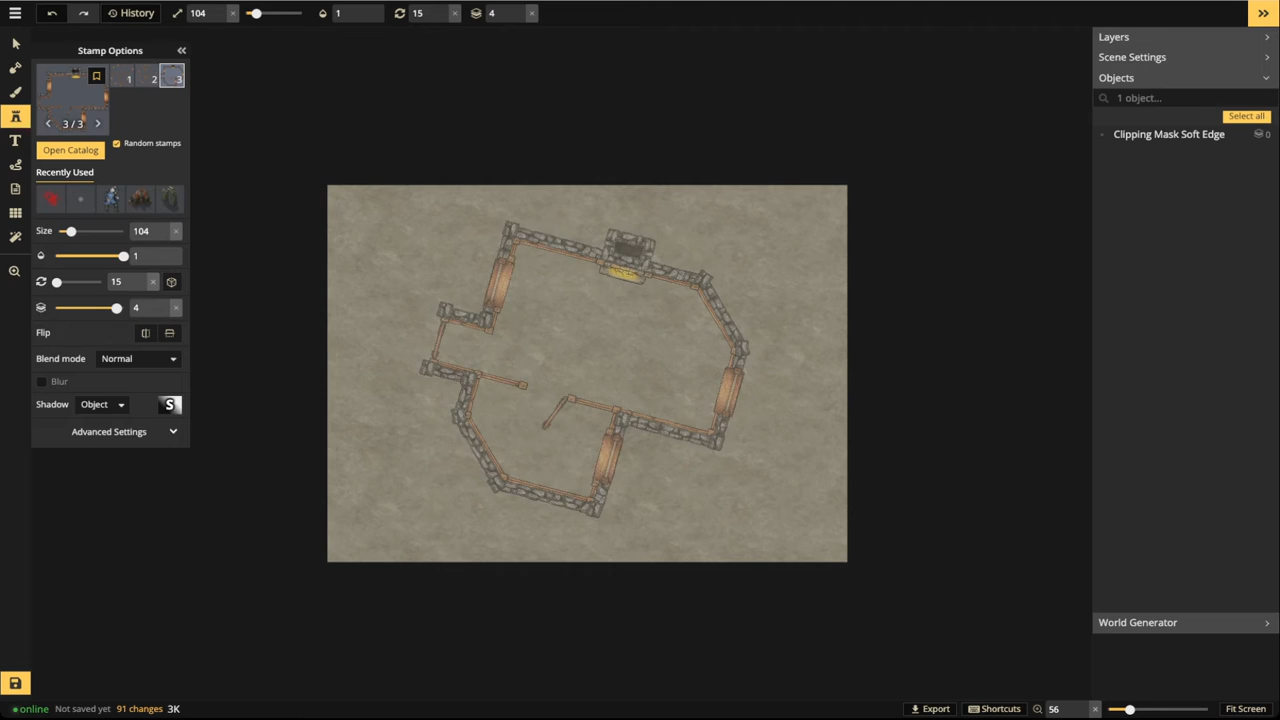 History
104
1
15
4
Stamp Options
1
2
3
3 / 3
Open Catalog
Random stamps
Recently Used
Size
104
1
15
4
Flip
Blend mode
Normal
Blur
Shadow
Object
S
Advanced Settings
Layers
Scene Settings
Objects
1 object...
Select all
Clipping Mask Soft Edge
0
World Generator
online
Not saved yet
91 changes
3K
Export
Shortcuts
56
Fit Screen